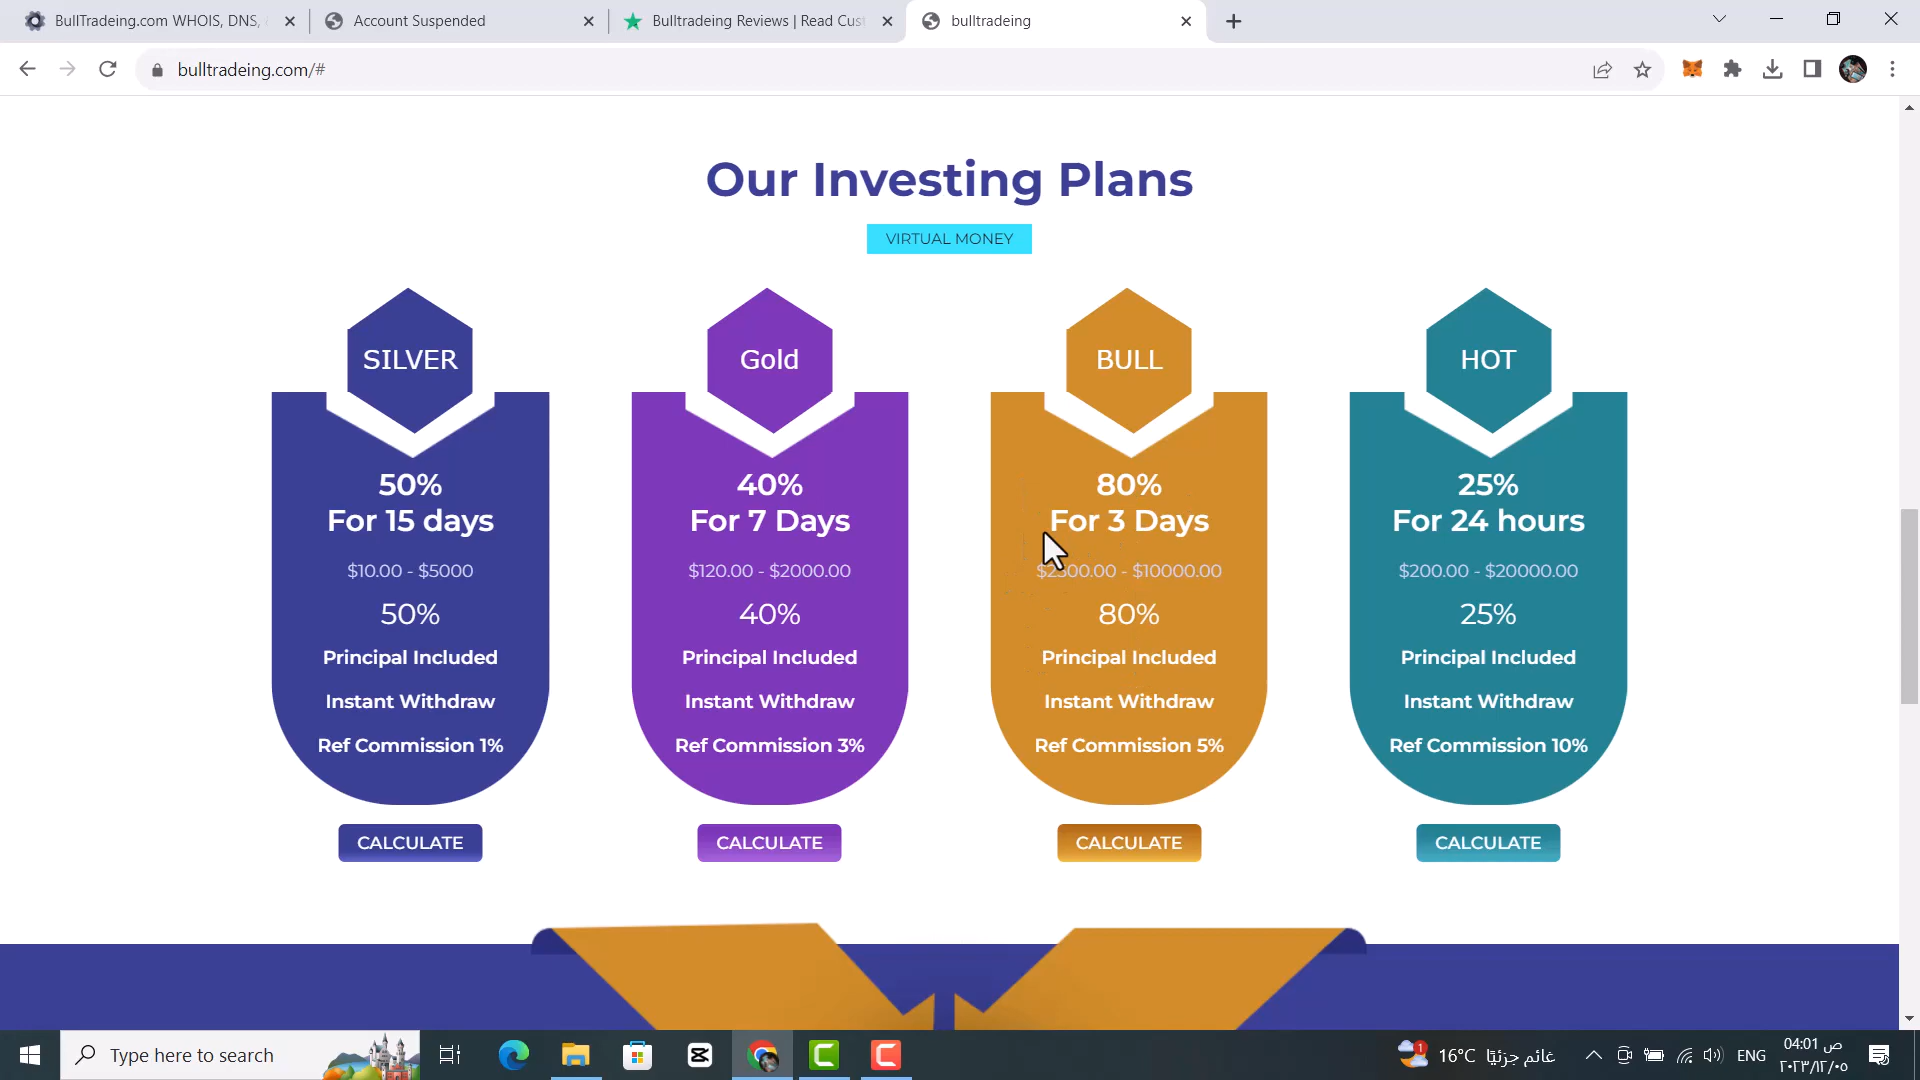 BullTradeing.com WHOIS, DNS,
Account Suspended
Bulltradeing Reviews | Read Cus
bulltradeing
bulltradeing.com/#
Our Investing Plans
VIRTUAL MONEY
SILVER
50%
For 15 days
$10.00 - $5000
50%
Principal Included
Instant Withdraw
Ref Commission 1%
CALCULATE
Gold
40%
For 7 Days
$120.00 - $2000.00
40%
Principal Included
Instant Withdraw
Ref Commission 3%
CALCULATE
BULL
80%
For 3 Days
$2500.00 - $10000.00
80%
Principal Included
Instant Withdraw
Ref Commission 5%
CALCULATE
HOT
25%
For 24 hours
$200.00 - $20000.00
25%
Principal Included
Instant Withdraw
Ref Commission 10%
CALCULATE
Type here to search
1
16°C غائم جزئيًا
ENG
04:01 ص
٢٠٢٣/١٢/٠٥